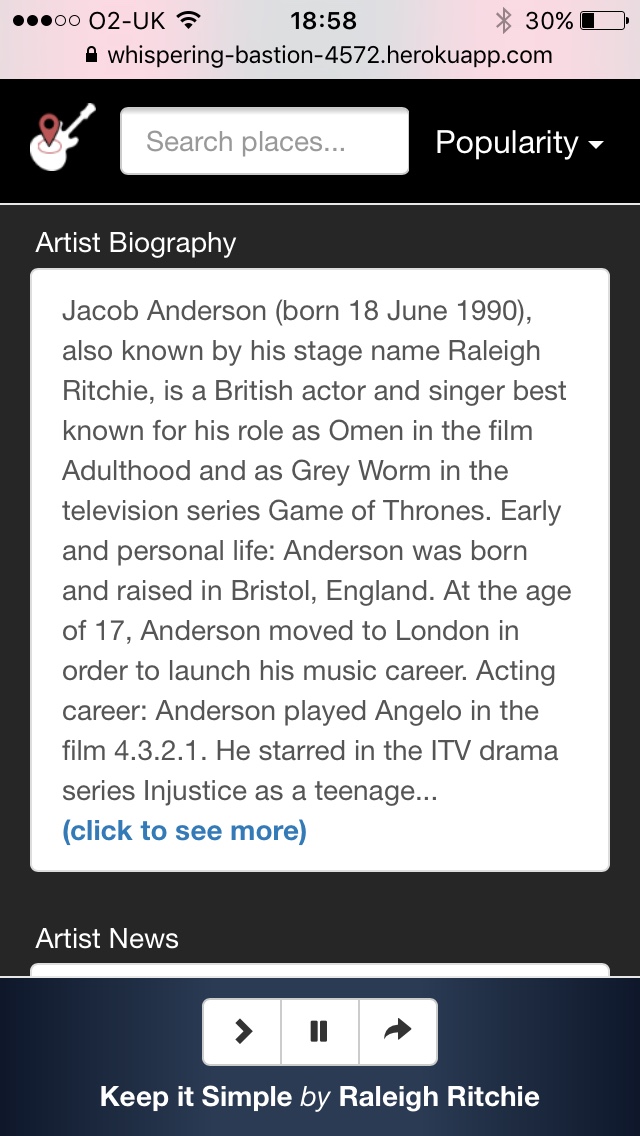 O2-UK 18:58 30%
whispering-bastion-4572.herokuapp.com
Search places... Popularity
Artist Biography
Jacob Anderson (born 18 June 1990),
also known by his stage name Raleigh
Ritchie, is a British actor and singer best
known for his role as Omen in the film
Adulthood and as Grey Worm in the
television series Game of Thrones. Early
and personal life: Anderson was born
and raised in Bristol, England. At the age
of 17, Anderson moved to London in
order to launch his music career. Acting
career: Anderson played Angelo in the
film 4.3.2.1. He starred in the ITV drama
series Injustice as a teenage...
(click to see more)
Artist News
Keep it Simple by Raleigh Ritchie